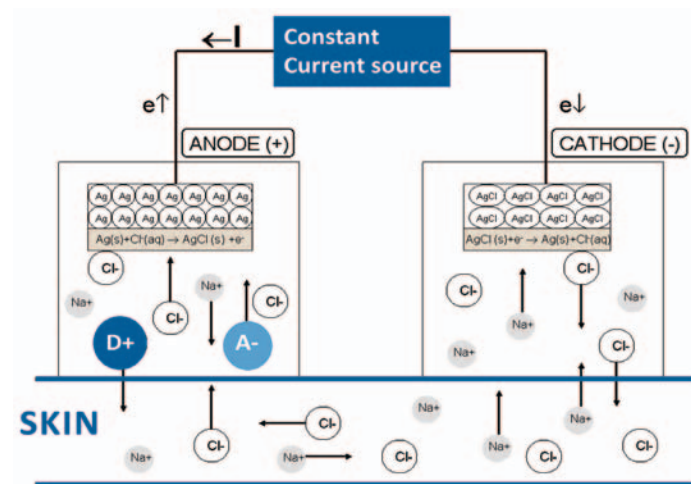 ←I
Constant
Current source
e↑
e↓
ANODE (+)
CATHODE (-)
Ag Ag Ag Ag Ag Ag Ag
Ag Ag Ag Ag Ag Ag Ag
Ag(s)+Cl-(aq) → AgCl (s) +e-
AgCl AgCl AgCl AgCl
AgCl AgCl AgCl AgCl
AgCl (s)+e- → Ag(s)+Cl-(aq)
Cl-
Na+
Na+
Cl-
Cl-
D+
A-
Cl-
Cl-
Na+
Na+
Na+
Cl-
SKIN
Cl-
Cl-
Na+
Na+
Cl-
Na+
Na+
Na+
Cl-
Cl-